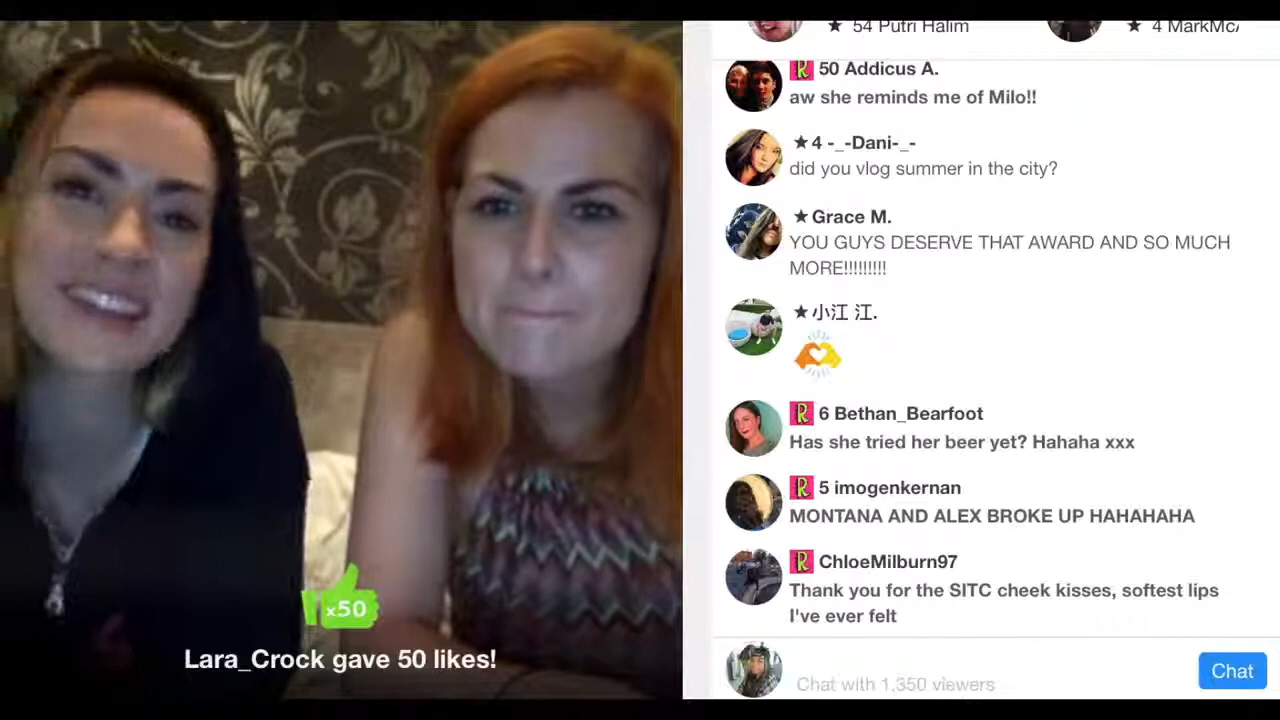 ★ 54 Putri Halim
★ 4 MarkMc
R 50 Addicus A.
aw she reminds me of Milo!!
★ 4 -_-Dani-_-
did you vlog summer in the city?
★ Grace M.
YOU GUYS DESERVE THAT AWARD AND SO MUCH
MORE!!!!!!!!!
★ 小江 江.
R 6 Bethan_Bearfoot
Has she tried her beer yet? Hahaha xxx
R 5 imogenkernan
MONTANA AND ALEX BROKE UP HAHAHAHA
R ChloeMilburn97
Thank you for the SITC cheek kisses, softest lips
I've ever felt
x50
Lara_Crock gave 50 likes!
Chat with 1,350 viewers
Chat